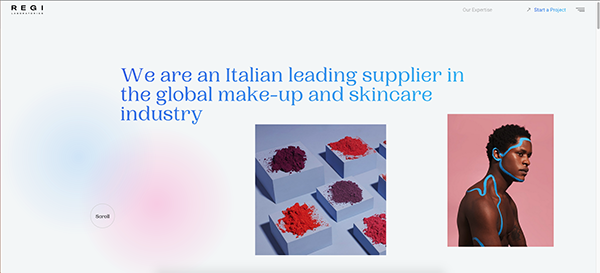 REGI
LABORATORIES
Our Expertise
↗ Start a Project
We are an Italian leading supplier in
the global make-up and skincare
industry
Scroll